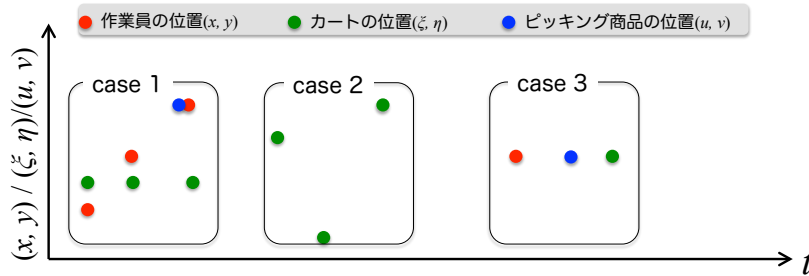 作業員の位置(x, y) カートの位置(ξ, η) ピッキング商品の位置(u, v)
(x, y) / (ξ, η)/(u, v)
case 1 case 2 case 3
t